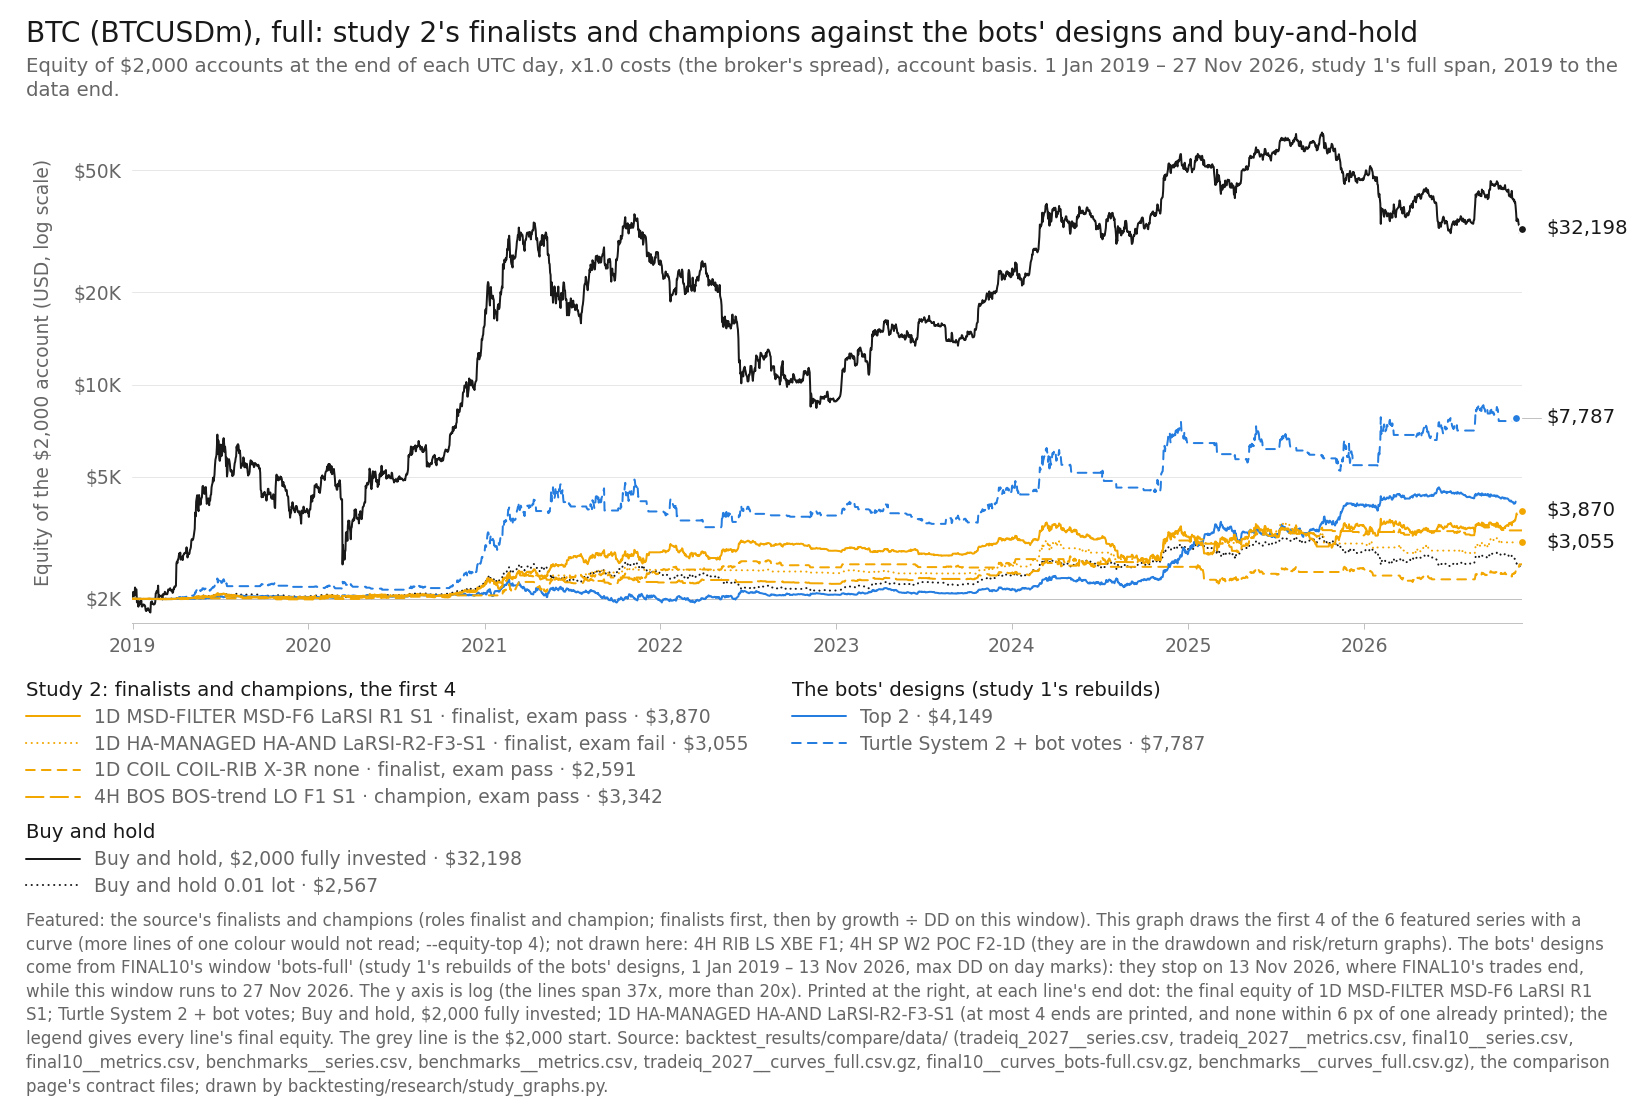 BTC (BTCUSDm), full: study 2's finalists and champions against the bots' designs and buy-and-hold
Equity of $2,000 accounts at the end of each UTC day, x1.0 costs (the broker's spread), account basis. 1 Jan 2019 – 27 Nov 2026, study 1's full span, 2019 to the
data end.
Equity of the $2,000 account (USD, log scale)
$50K
$20K
$10K
$5K
$2K
$32,198
$7,787
$3,870
$3,055
2019
2020
2021
2022
2023
2024
2025
2026
Study 2: finalists and champions, the first 4
1D MSD-FILTER MSD-F6 LaRSI R1 S1 · finalist, exam pass · $3,870
1D HA-MANAGED HA-AND LaRSI-R2-F3-S1 · finalist, exam fail · $3,055
1D COIL COIL-RIB X-3R none · finalist, exam pass · $2,591
4H BOS BOS-trend LO F1 S1 · champion, exam pass · $3,342
The bots' designs (study 1's rebuilds)
Top 2 · $4,149
Turtle System 2 + bot votes · $7,787
Buy and hold
Buy and hold, $2,000 fully invested · $32,198
Buy and hold 0.01 lot · $2,567
Featured: the source's finalists and champions (roles finalist and champion; finalists first, then by growth ÷ DD on this window). This graph draws the first 4 of the 6 featured series with a
curve (more lines of one colour would not read; --equity-top 4); not drawn here: 4H RIB LS XBE F1; 4H SP W2 POC F2-1D (they are in the drawdown and risk/return graphs). The bots' designs
come from FINAL10's window 'bots-full' (study 1's rebuilds of the bots' designs, 1 Jan 2019 – 13 Nov 2026, max DD on day marks): they stop on 13 Nov 2026, where FINAL10's trades end,
while this window runs to 27 Nov 2026. The y axis is log (the lines span 37x, more than 20x). Printed at the right, at each line's end dot: the final equity of 1D MSD-FILTER MSD-F6 LaRSI R1
S1; Turtle System 2 + bot votes; Buy and hold, $2,000 fully invested; 1D HA-MANAGED HA-AND LaRSI-R2-F3-S1 (at most 4 ends are printed, and none within 6 px of one already printed); the
legend gives every line's final equity. The grey line is the $2,000 start. Source: backtest_results/compare/data/ (tradeiq_2027__series.csv, tradeiq_2027__metrics.csv, final10__series.csv,
final10__metrics.csv, benchmarks__series.csv, benchmarks__metrics.csv, tradeiq_2027__curves_full.csv.gz, final10__curves_bots-full.csv.gz, benchmarks__curves_full.csv.gz), the comparison
page's contract files; drawn by backtesting/research/study_graphs.py.